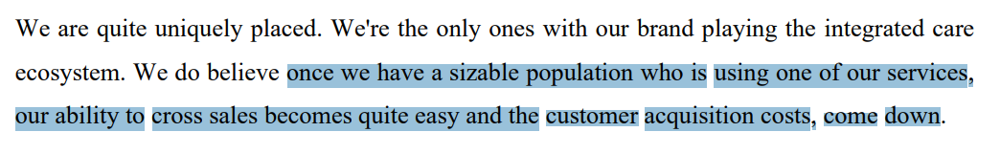 We are quite uniquely placed. We're the only ones with our brand playing the integrated care
ecosystem. We do believe once we have a sizable population who is using one of our services,
our ability to cross sales becomes quite easy and the customer acquisition costs, come down.